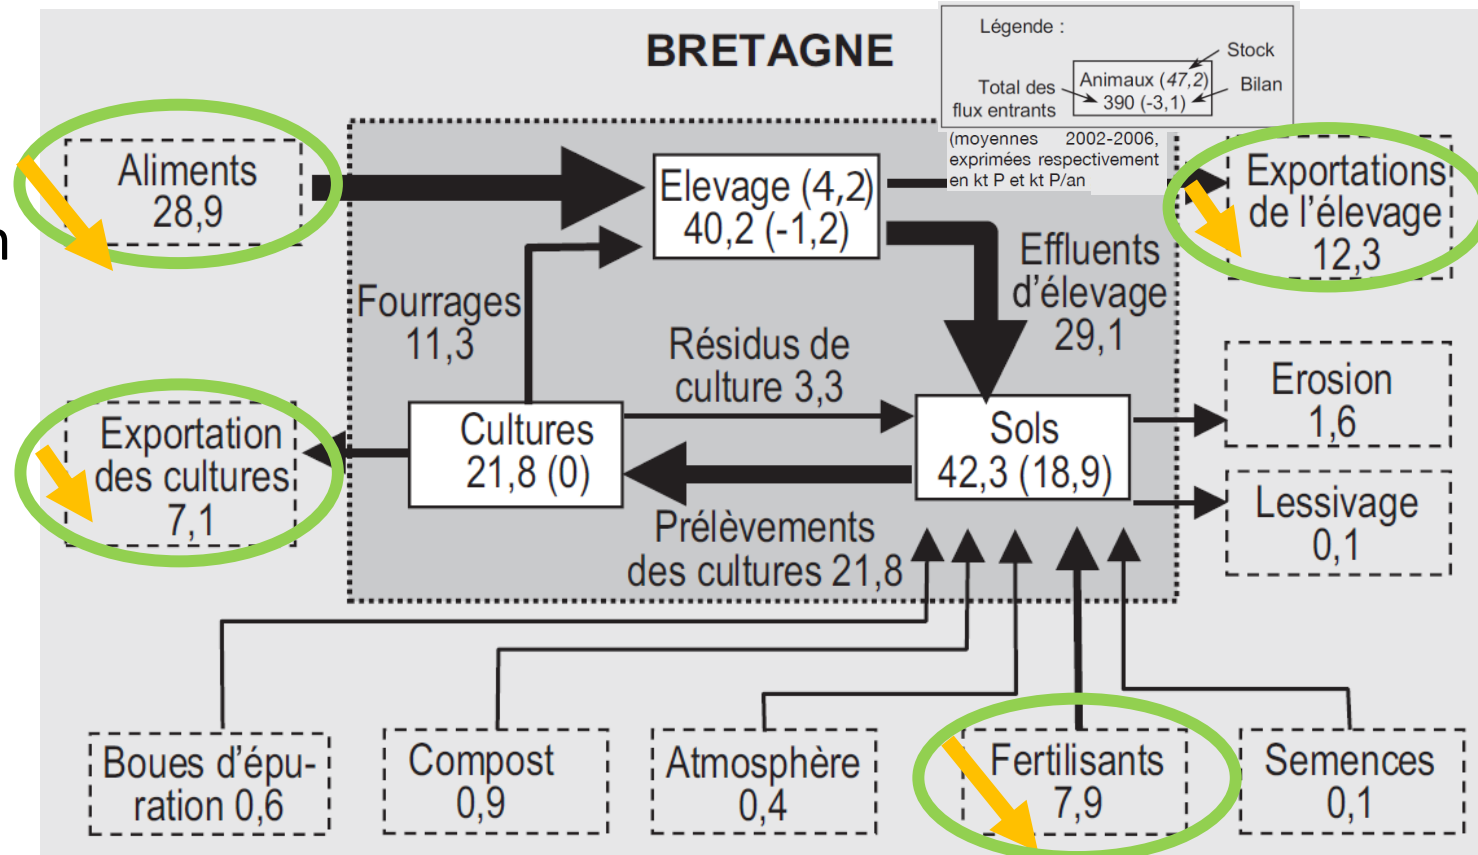 BRETAGNE
Légende :
Stock
Animaux (47,2)
390 (-3,1)
Bilan
Total des
flux entrants
(moyennes 2002-2006,
exprimées respectivement
en kt P et kt P/an
Aliments
28,9
Elevage (4,2)
40,2 (-1,2)
Exportations
de l'élevage
12,3
n
Effluents
d'élevage
29,1
Fourrages
11,3
Résidus de
culture 3,3
Exportation
des cultures
7,1
Cultures
21,8 (0)
Sols
42,3 (18,9)
Erosion
1,6
Lessivage
0,1
Prélèvements
des cultures 21,8
Boues d'épu-
ration 0,6
Compost
0,9
Atmosphère
0,4
Fertilisants
7,9
Semences
0,1